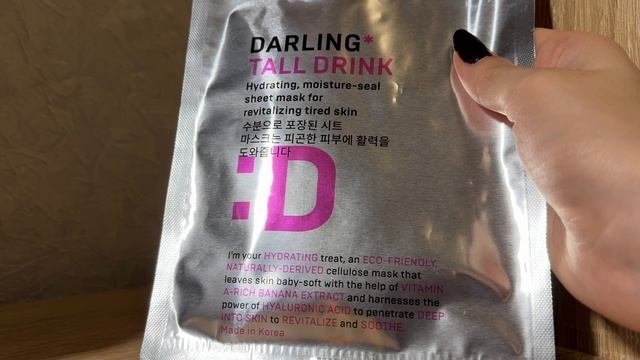 DARLING*
TALL DRINK
Hydrating, moisture-seal
sheet mask for
revitalizing tired skin
수분으로 포장된 시트
마스크는 피곤한 피부에 활력을
도와줍니다
:D
I'm your HYDRATING treat, an ECO-FRIENDLY,
NATURALLY-DERIVED cellulose mask that
leaves skin baby-soft with the help of VITAMIN
A-RICH BANANA EXTRACT and harnesses the
power of HYALURONIC ACID to penetrate DEEP
INTO SKIN to REVITALIZE and SOOTHE.
Made in Korea